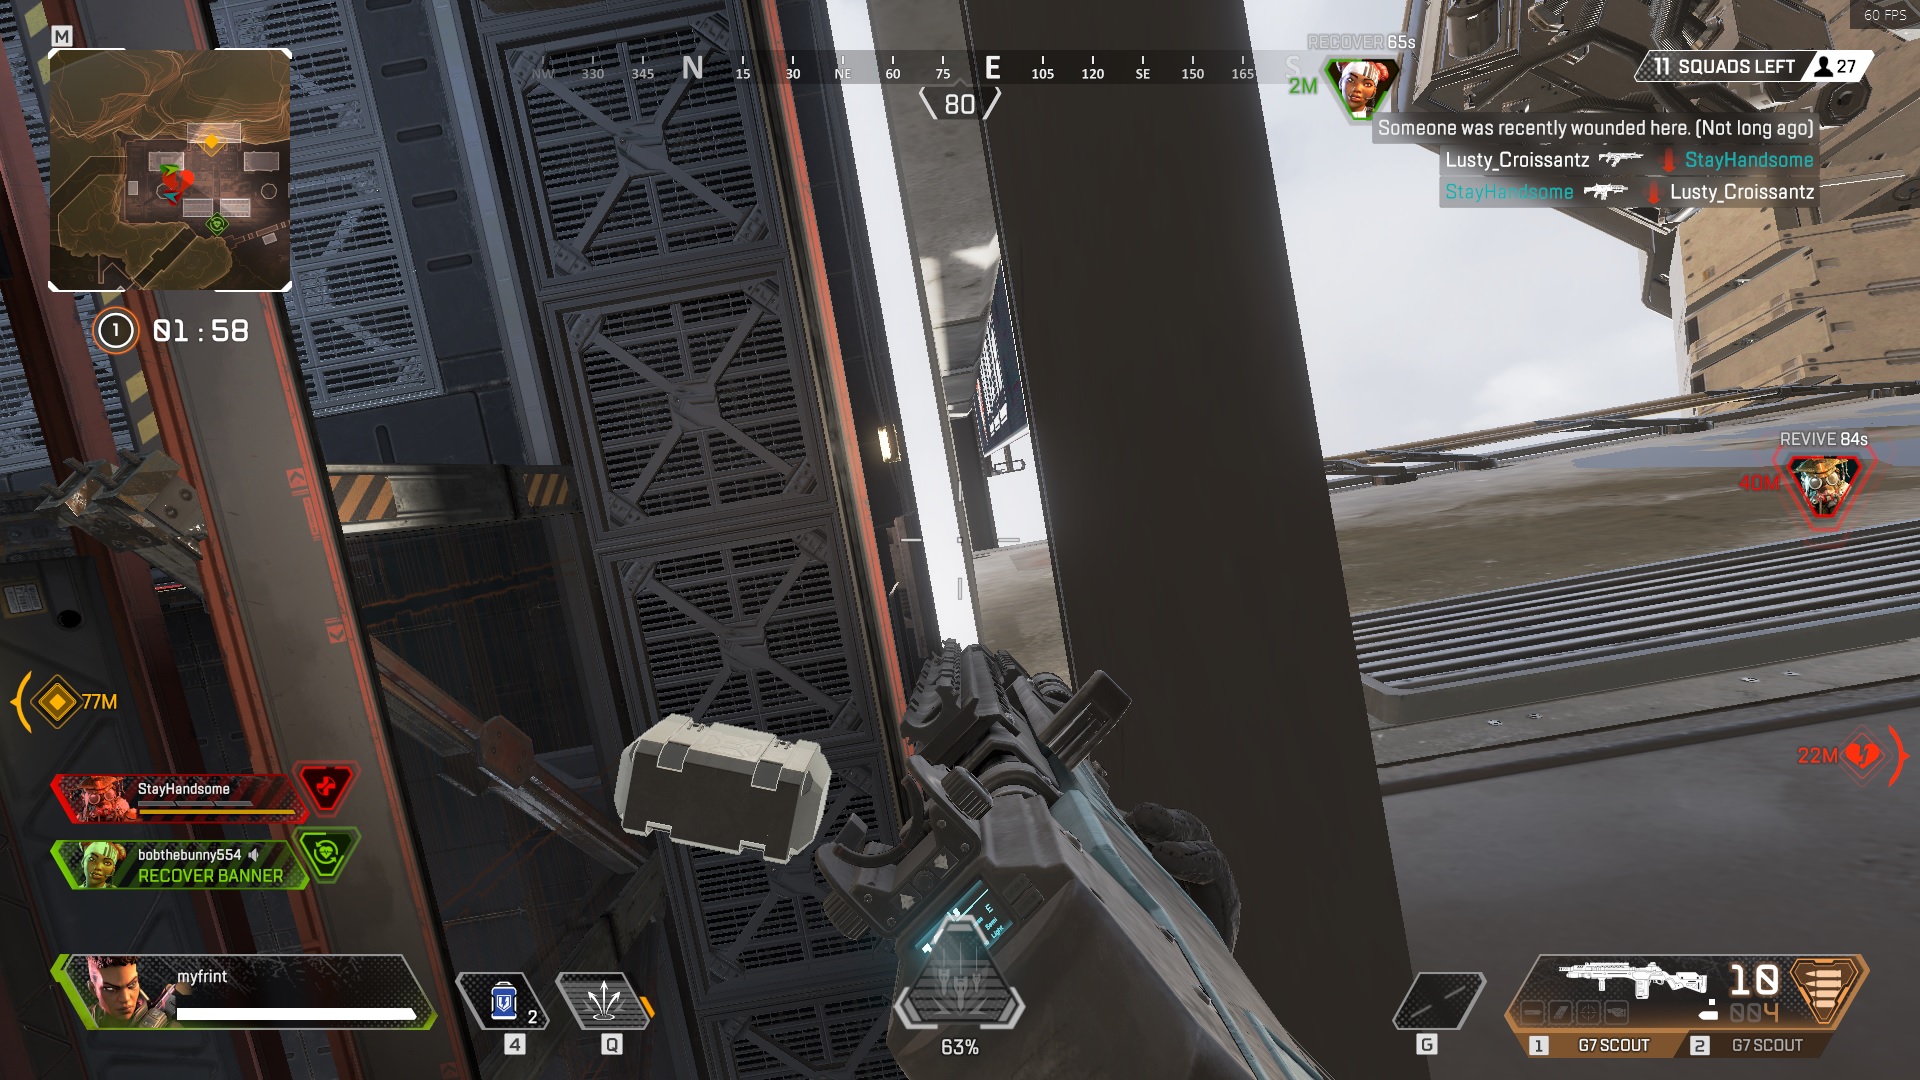 60 FPS
M
RECOVER 65s
NW 330 345 N 15 30 NE 60 75 E 105 120 SE 150 165 S
11 SQUADS LEFT 27
2M
80
Someone was recently wounded here. (Not long ago)
Lusty_Croissantz StayHandsome
StayHandsome Lusty_Croissantz
1 01:58
REVIVE 84s
40M
77M
22M
StayHandsome
bobthebunny554
RECOVER BANNER
myfrint
2
4
Q
63%
G
10
004
1 G7 SCOUT 2 G7 SCOUT